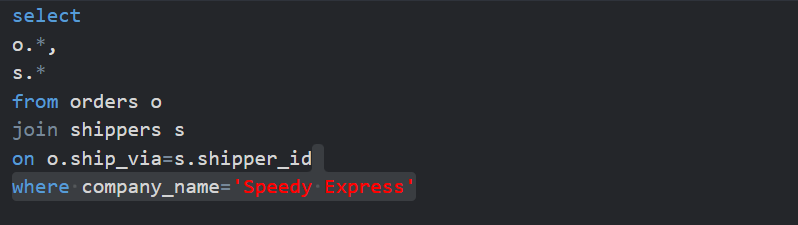 select
o.*,
s.*
from orders o
join shippers s
on o.ship_via=s.shipper_id
where company_name='Speedy Express'